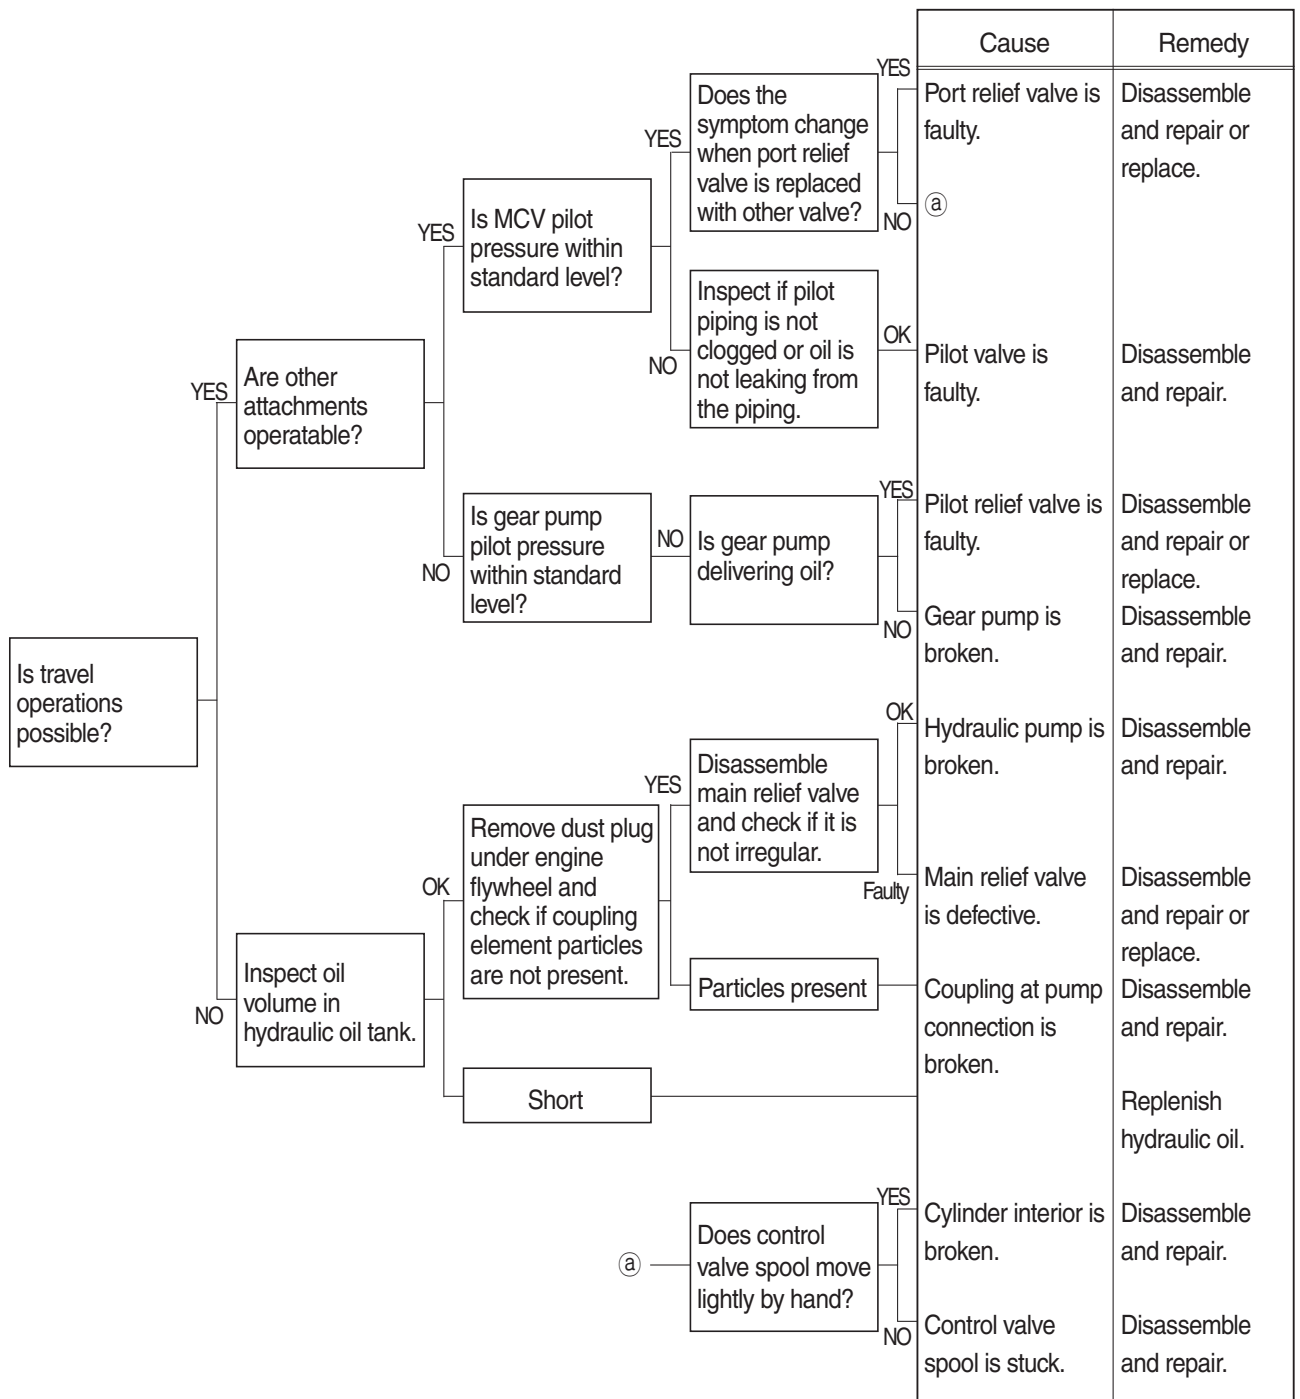 Cause
Remedy
Is travel
operations
possible?
YES
NO
Are other
attachments
operatable?
YES
NO
Is MCV pilot
pressure within
standard level?
YES
NO
Does the
symptom change
when port relief
valve is replaced
with other valve?
YES
NO
Port relief valve is
faulty.
Disassemble
and repair or
replace.
ⓐ
Inspect if pilot
piping is not
clogged or oil is
not leaking from
the piping.
OK
Pilot valve is
faulty.
Disassemble
and repair.
Is gear pump
pilot pressure
within standard
level?
NO
Is gear pump
delivering oil?
YES
NO
Pilot relief valve is
faulty.
Disassemble
and repair or
replace.
Gear pump is
broken.
Disassemble
and repair.
Inspect oil
volume in
hydraulic oil tank.
OK
Remove dust plug
under engine
flywheel and
check if coupling
element particles
are not present.
YES
Disassemble
main relief valve
and check if it is
not irregular.
OK
Faulty
Hydraulic pump is
broken.
Disassemble
and repair.
Main relief valve
is defective.
Disassemble
and repair or
replace.
Particles present
Coupling at pump
connection is
broken.
Disassemble
and repair.
Short
Replenish
hydraulic oil.
ⓐ
Does control
valve spool move
lightly by hand?
YES
NO
Cylinder interior is
broken.
Disassemble
and repair.
Control valve
spool is stuck.
Disassemble
and repair.